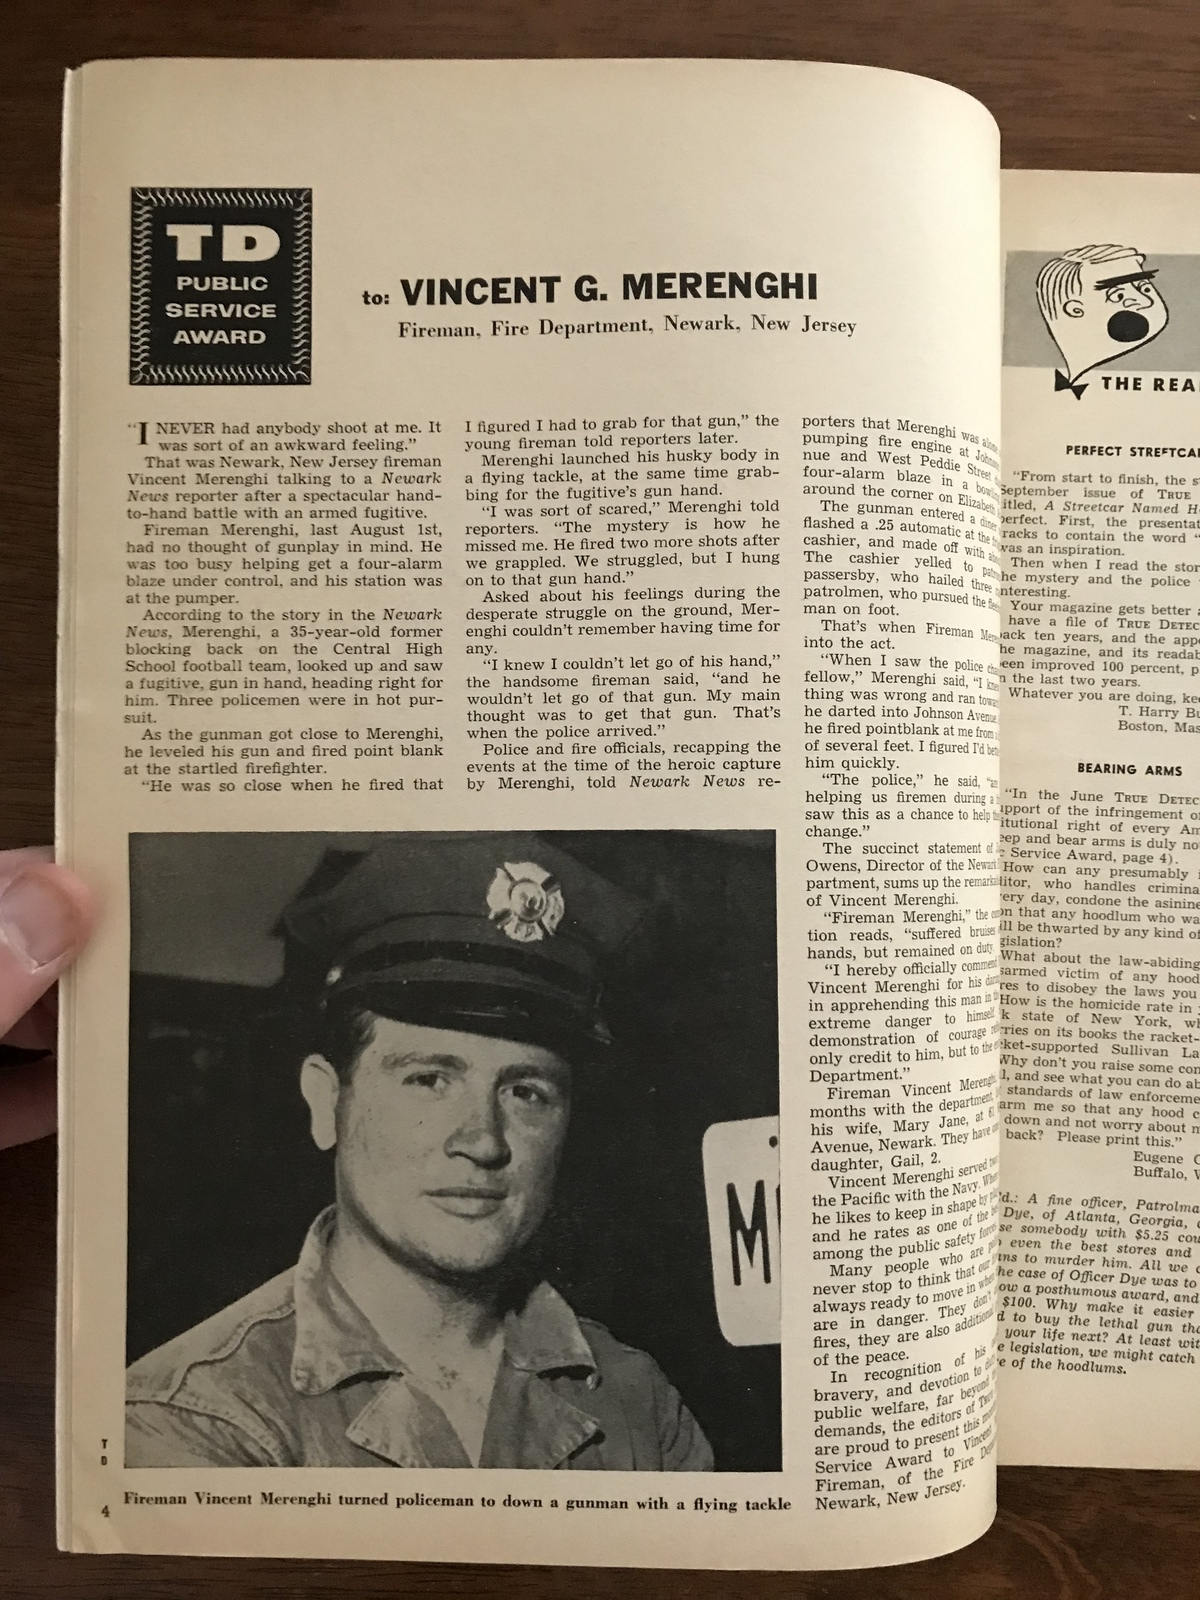 TD
PUBLIC
SERVICE
AWARD
to: VINCENT G. MERENGHI
Fireman, Fire Department, Newark, New Jersey
“I NEVER had anybody shoot at me. It
was sort of an awkward feeling.”
That was Newark, New Jersey fireman
Vincent Merenghi talking to a Newark
News reporter after a spectacular hand-
to-hand battle with an armed fugitive.
Fireman Merenghi, last August 1st,
had no thought of gunplay in mind. He
was too busy helping get a four-alarm
blaze under control, and his station was
at the pumper.
According to the story in the Newark
News, Merenghi, a 35-year-old former
blocking back on the Central High
School football team, looked up and saw
a fugitive, gun in hand, heading right for
him. Three policemen were in hot pur-
suit.
As the gunman got close to Merenghi,
he leveled his gun and fired point blank
at the startled firefighter.
“He was so close when he fired that
I figured I had to grab for that gun,” the
young fireman told reporters later.
Merenghi launched his husky body in
a flying tackle, at the same time grab-
bing for the fugitive’s gun hand.
“I was sort of scared,” Merenghi told
reporters. “The mystery is how he
missed me. He fired two more shots after
we grappled. We struggled, but I hung
on to that gun hand.”
Asked about his feelings during the
desperate struggle on the ground, Mer-
enghi couldn’t remember having time for
any.
“I knew I couldn’t let go of his hand,”
the handsome fireman said, “and he
wouldn’t let go of that gun. My main
thought was to get that gun. That’s
when the police arrived.”
Police and fire officials, recapping the
events at the time of the heroic capture
by Merenghi, told Newark News re-
porters that Merenghi was
pumping fire engine at
nue and West Peddie Street
four-alarm blaze in a
around the corner on Elizabeth
The gunman entered a
flashed a .25 automatic at the
cashier, and made off with
The cashier yelled to
passersby, who hailed three
patrolmen, who pursued the
man on foot.
That’s when Fireman
into the act.
“When I saw the police
fellow,” Merenghi said, “I
thing was wrong and ran
he darted into Johnson Avenue
he fired pointblank at me from
of several feet. I figured I’d
him quickly.
“The police,” he said,
helping us firemen during a
saw this as a chance to help
change.”
The succinct statement of
Owens, Director of the
partment, sums up the
of Vincent Merenghi.
“Fireman Merenghi,” the
tion reads, “suffered bruises
hands, but remained on duty
“I hereby officially
Vincent Merenghi for his
in apprehending this man in
extreme danger to himself
demonstration of courage
only credit to him, but to the
Department.”
Fireman Vincent
months with the department,
his wife, Mary Jane, at
Avenue, Newark. They have
daughter, Gail, 2.
Vincent Merenghi served
the Pacific with the Navy.
he likes to keep in shape by
and he rates as one of the
among the public safety
Many people who are
never stop to think that our
always ready to move in
are in danger. They don’t
fires, they are also
of the peace.
In recognition of his
bravery, and devotion to
public welfare, far beyond
demands, the editors of
are proud to present this
Service Award to Vincent
Fireman, of the Fire
Newark, New Jersey.
M
Fireman Vincent Merenghi turned policeman to down a gunman with a flying tackle
T
D
4
THE
PERFECT
“From start to finish, the
September issue of TRUE
A Streetcar Named
perfect. First, the
to contain the word
was an inspiration.
Then when I read the
the mystery and the police
interesting.
Your magazine gets better
have a file of TRUE
back ten years, and the
the magazine, and its
been improved 100 percent,
in the last two years.
Whatever you are doing,
T. Harry
Boston,
BEARING ARMS
“In the June TRUE
support of the infringement
right of every
keep and bear arms is duly
Service Award, page 4).
How can any presumably
who handles
every day, condone the asinine
that any hoodlum who
be thwarted by any kind of
legislation?
What about the law-abiding
victim of any
to disobey the laws you
How is the homicide rate in
state of New York,
on its books the
Sullivan
Why don’t you raise some
and see what you can do
standards of law
me so that any hood
down and not worry about
back? Please print this.”
Eugene
Buffalo,
A fine officer,
Dye, of Atlanta, Georgia,
somebody with $5.25
even the best stores and
to murder him. All we
the case of Officer Dye was to
a posthumous award, and
$100. Why make it easier
to buy the lethal gun
your life next? At least
legislation, we might catch
of the hoodlums.